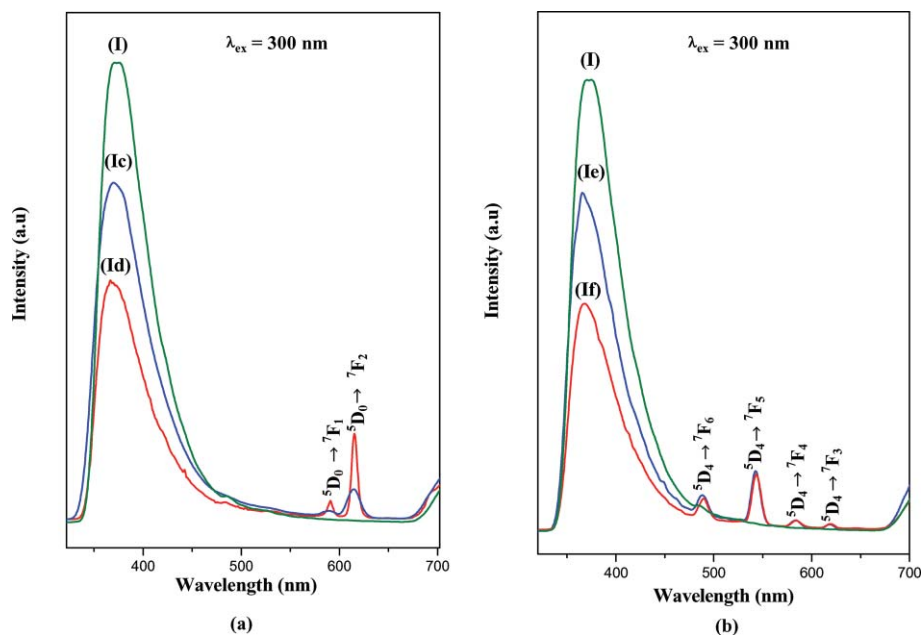 λex = 300 nm
(I)
(Ic)
(Id)
⁵D₀ → ⁷F₁
⁵D₀ → ⁷F₂
Intensity (a.u)
400
500
600
700
Wavelength (nm)
(a)
λex = 300 nm
(I)
(Ie)
(If)
⁵D₄ → ⁷F₆
⁵D₄ → ⁷F₅
⁵D₄ → ⁷F₄
⁵D₄ → ⁷F₃
Intensity (a.u)
400
500
600
700
Wavelength (nm)
(b)